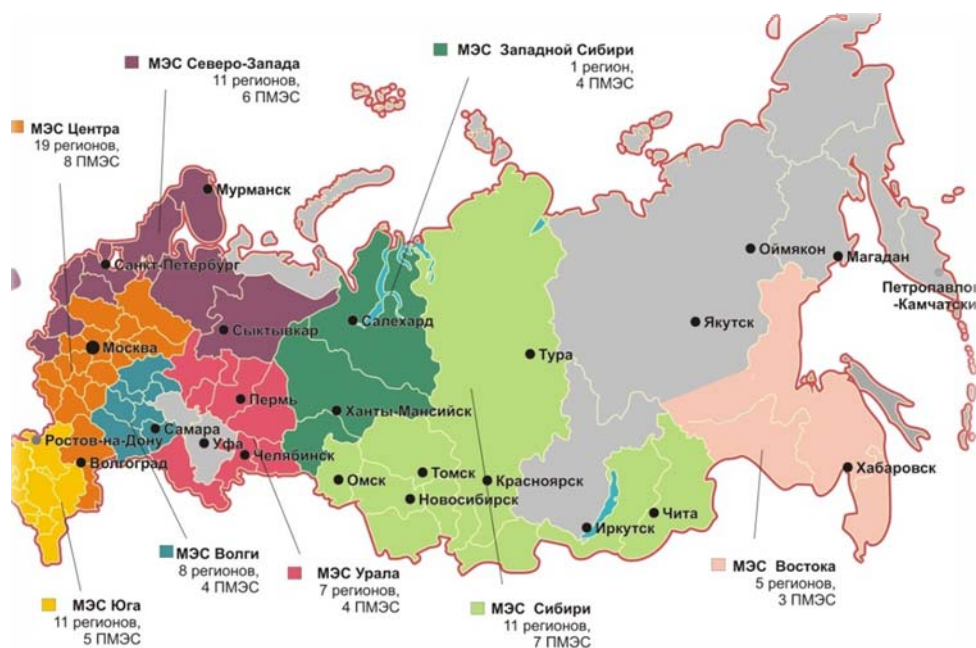 МЭС Северо-Запада
11 регионов,
6 ПМЭС
МЭС Западной Сибири
1 регион,
4 ПМЭС
МЭС Центра
19 регионов,
8 ПМЭС
Мурманск
Санкт-Петербург
Оймякон
Магадан
Петропавлов
-Камчатски
Салехард
Сыктывкар
Якутск
Москва
Тура
Пермь
Ханты-Мансийск
Самара
Ростов-на-Дону
Уфа
Челябинск
Волгоград
Томск
Омск
Красноярск
Хабаровск
Новосибирск
Чита
Иркутск
МЭС Волги
8 регионов,
4 ПМЭС
МЭС Урала
7 регионов,
4 ПМЭС
МЭС Востока
5 регионов,
3 ПМЭС
МЭС Юга
11 регионов,
5 ПМЭС
МЭС Сибири
11 регионов,
7 ПМЭС